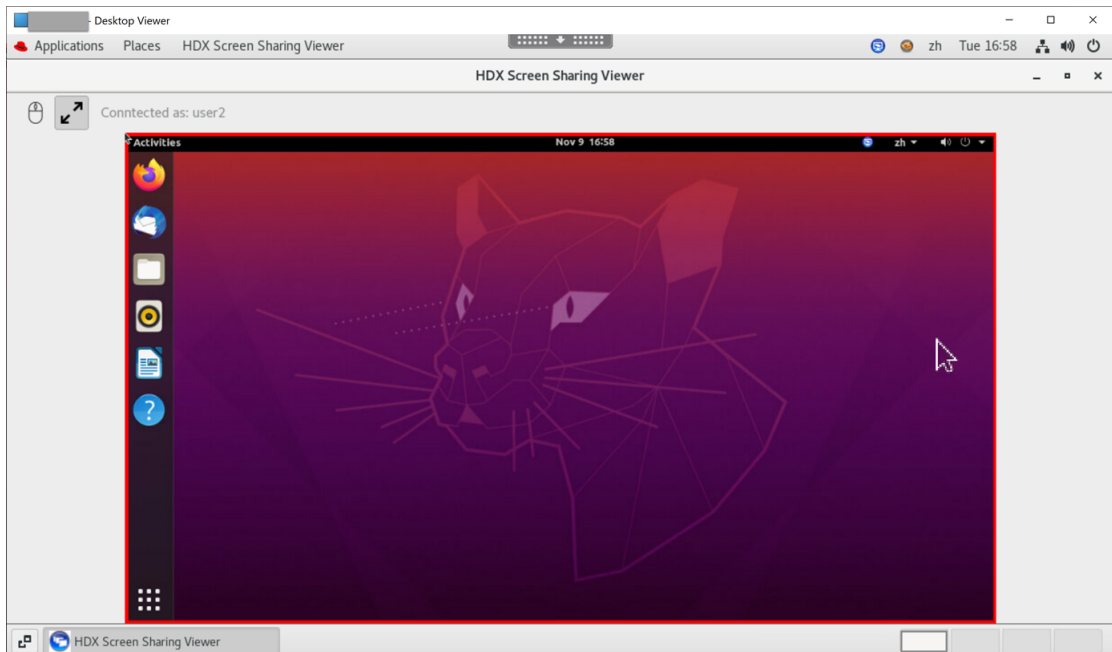 - Desktop Viewer
Applications Places HDX Screen Sharing Viewer zh Tue 16:58
HDX Screen Sharing Viewer
Conntected as: user2
Activities Nov 9 16:58 zh
?
HDX Screen Sharing Viewer